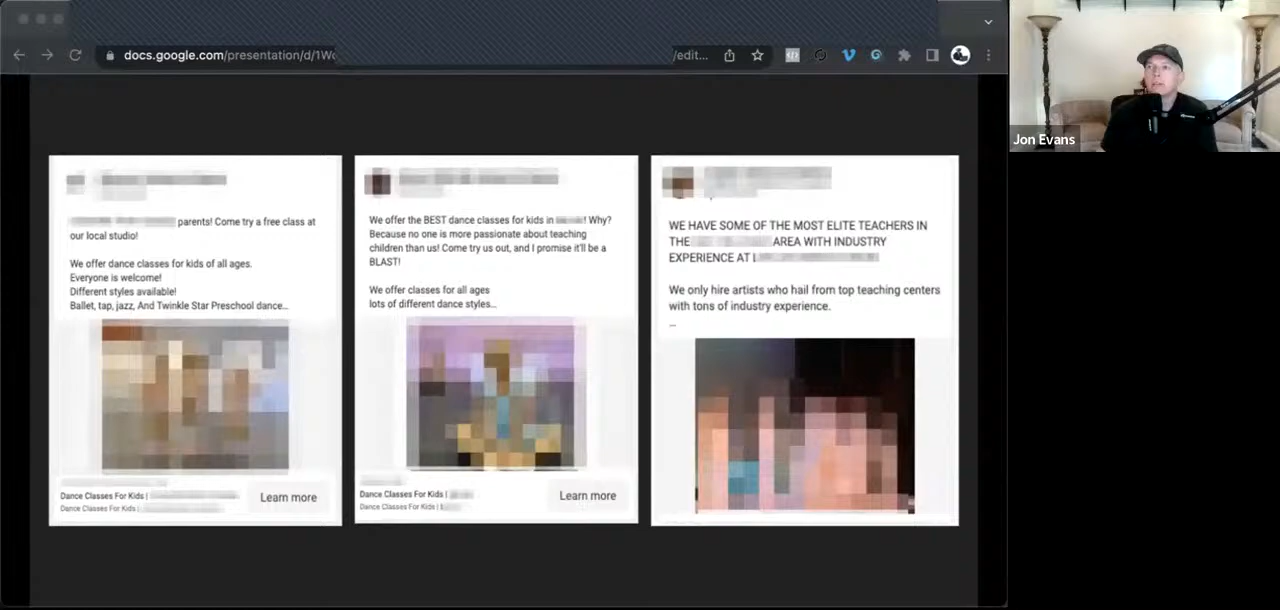 docs.google.com/presentation/d/1W
/edit...
Jon Evans
parents! Come try a free class at
our local studio!
We offer dance classes for kids of all ages.
Everyone is welcome!
Different styles available!
Ballet, tap, jazz, And Twinkle Star Preschool dance...
Dance Classes For Kids |
Dance Classes For Kids |
Learn more
We offer the BEST dance classes for kids in ! Why?
Because no one is more passionate about teaching
children than us! Come try us out, and I promise it'll be a
BLAST!
We offer classes for all ages
lots of different dance styles...
Dance Classes For Kids |
Dance Classes For Kids |
Learn more
WE HAVE SOME OF THE MOST ELITE TEACHERS IN
THE AREA WITH INDUSTRY
EXPERIENCE AT
We only hire artists who hail from top teaching centers
with tons of industry experience.
...